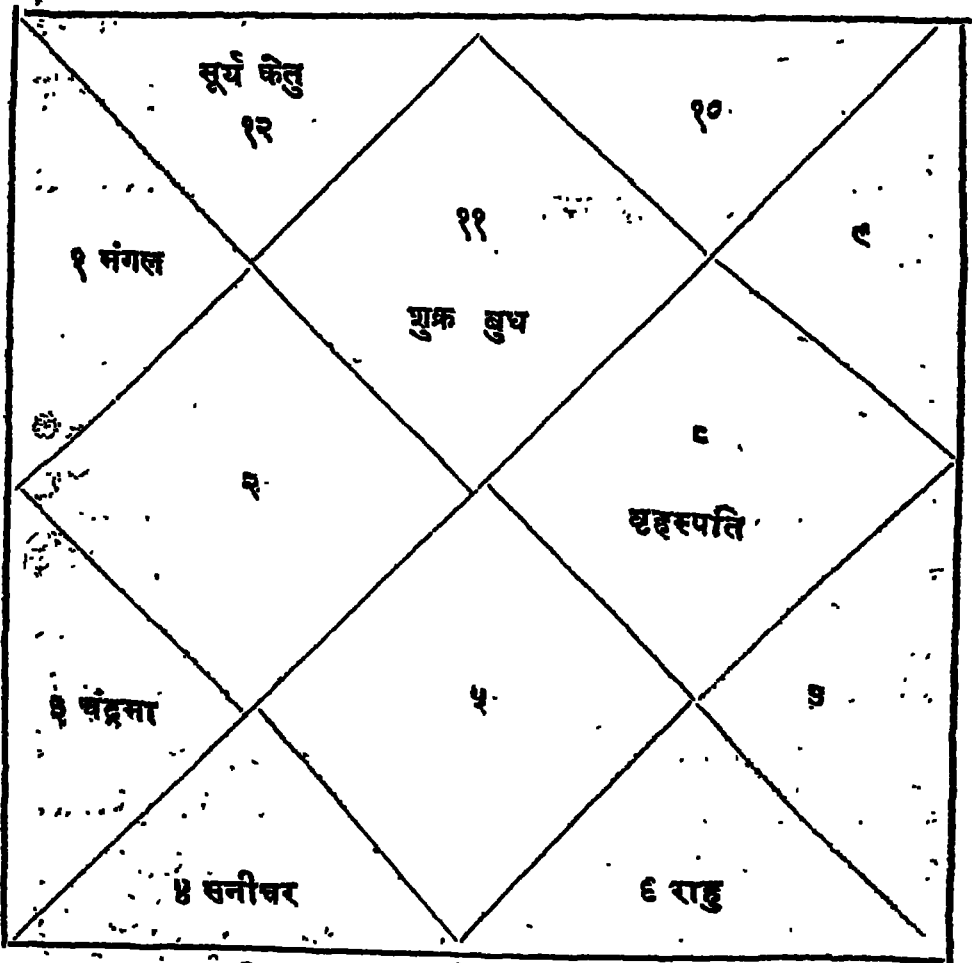 सूर्य केतु
१२
१०
११
१ मंगल
९
शुक्र बुध
८
२
बृहस्पति
३ चंद्रमा
५
७
४ सनीचर
६ राहु